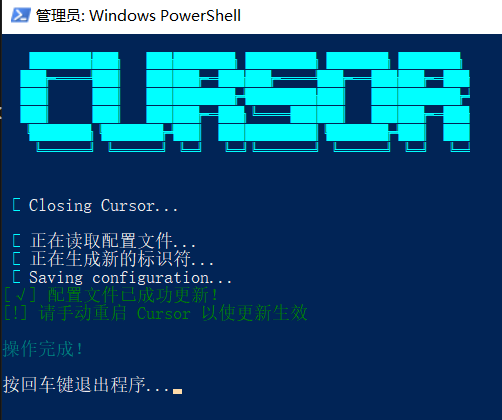 管理员: Windows PowerShell
CURSOR
[ Closing Cursor...
[ 正在读取配置文件...
[ 正在生成新的标识符...
[ Saving configuration...
[√] 配置文件已成功更新!
[!] 请手动重启 Cursor 以使更新生效
操作完成!
按回车键退出程序...